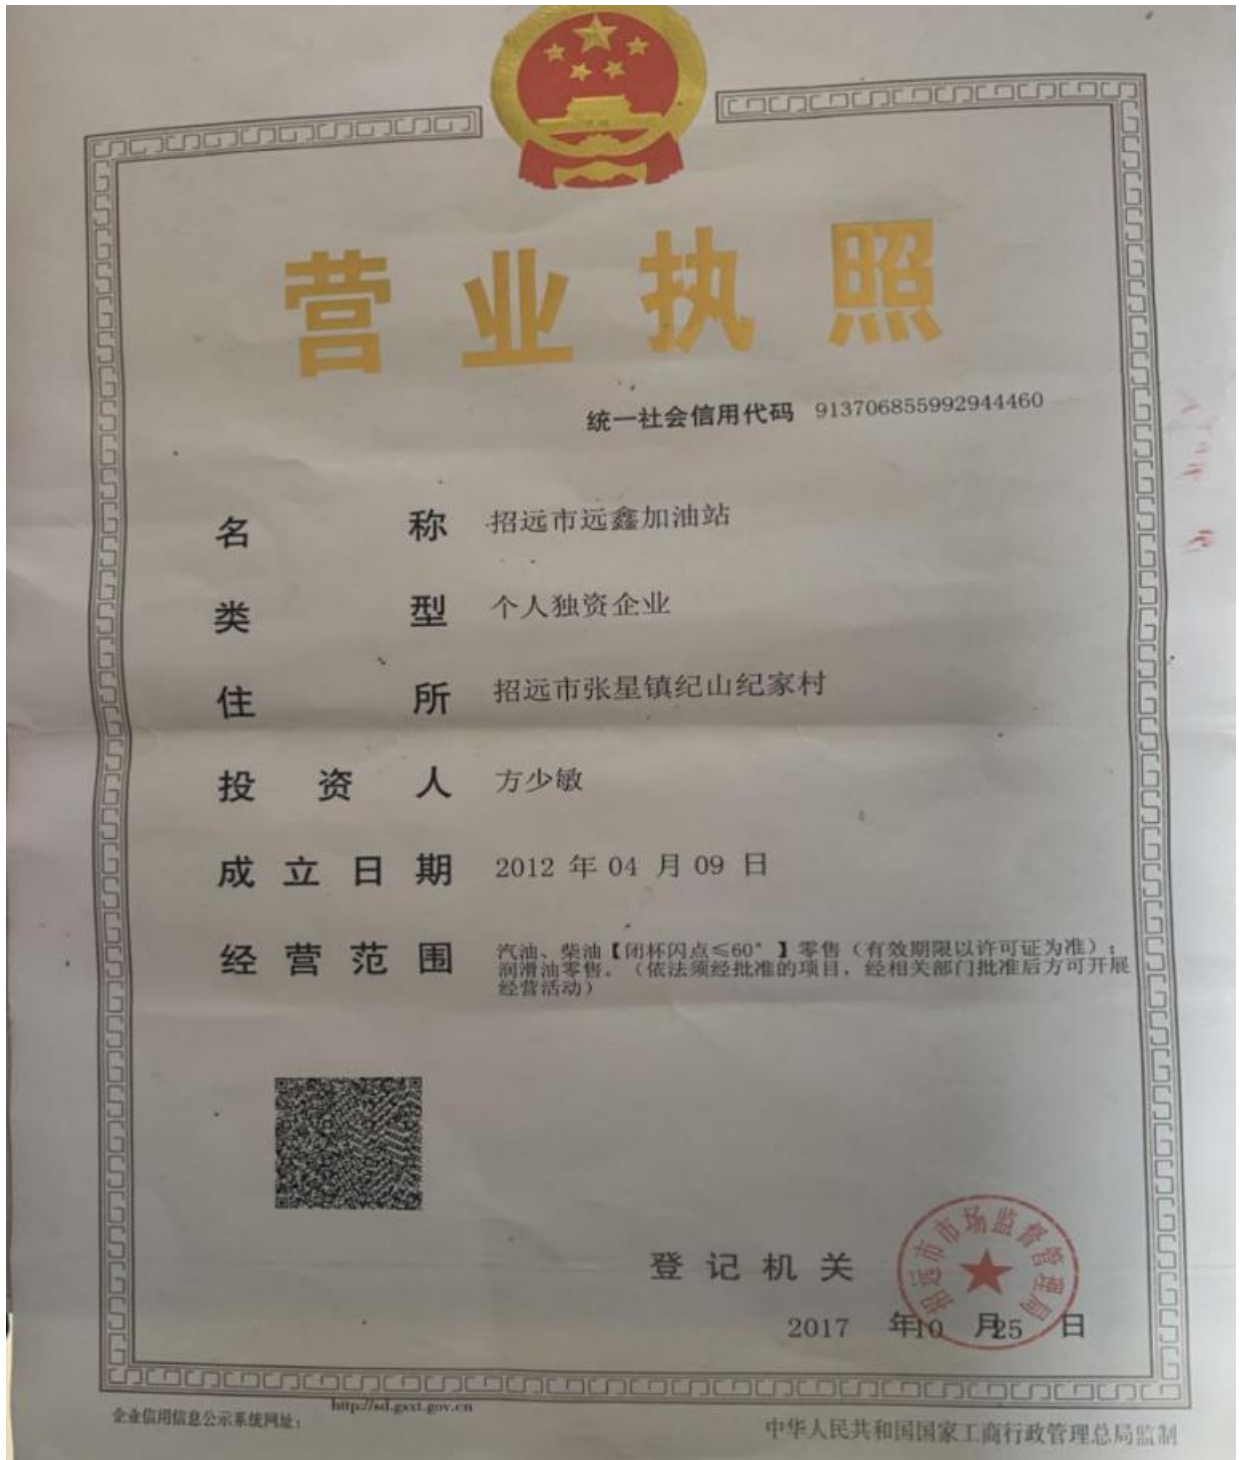 营业执照
统一社会信用代码 913706855992944460
名称 招远市远鑫加油站
类型 个人独资企业
住所 招远市张星镇纪山纪家村
投资人 方少敏
成立日期 2012 年 04 月 09 日
经营范围 汽油、柴油【闭杯闪点≤60°】零售（有效期限以许可证为准）；
润滑油零售。（依法须经批准的项目，经相关部门批准后方可开展
经营活动）
招远市市场监督管理局
登记机关
2017 年10 月25 日
http://sd.gsxt.gov.cn
企业信用信息公示系统网址：
中华人民共和国国家工商行政管理总局监制